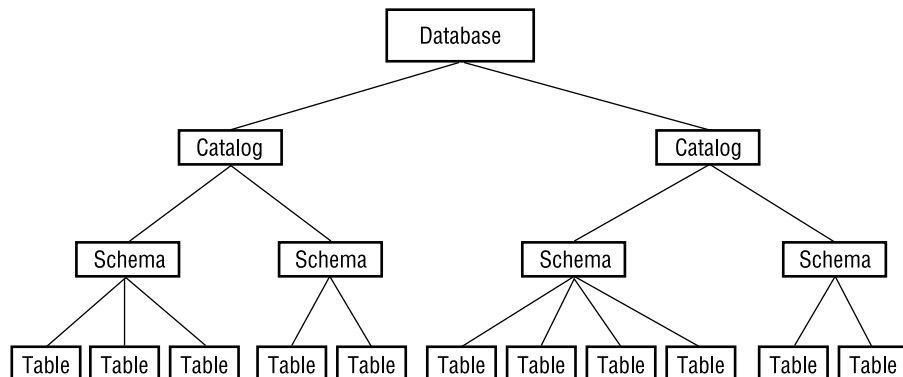 Database
Catalog Catalog
Schema Schema Schema Schema
Table Table Table Table Table Table Table Table Table Table Table